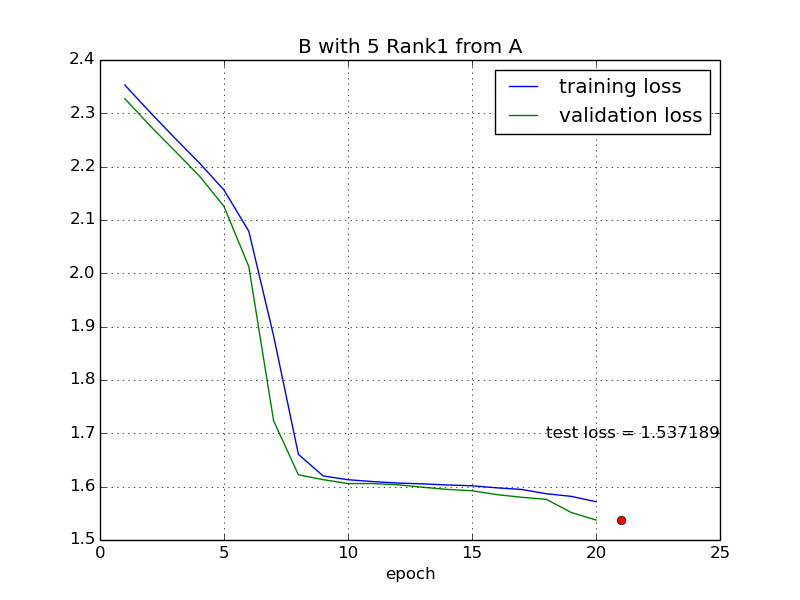 B with 5 Rank1 from A
training loss
validation loss
2.4
2.3
2.2
2.1
2.0
1.9
1.8
1.7
1.6
1.5
test loss = 1.537189
0 5 10 15 20 25
epoch